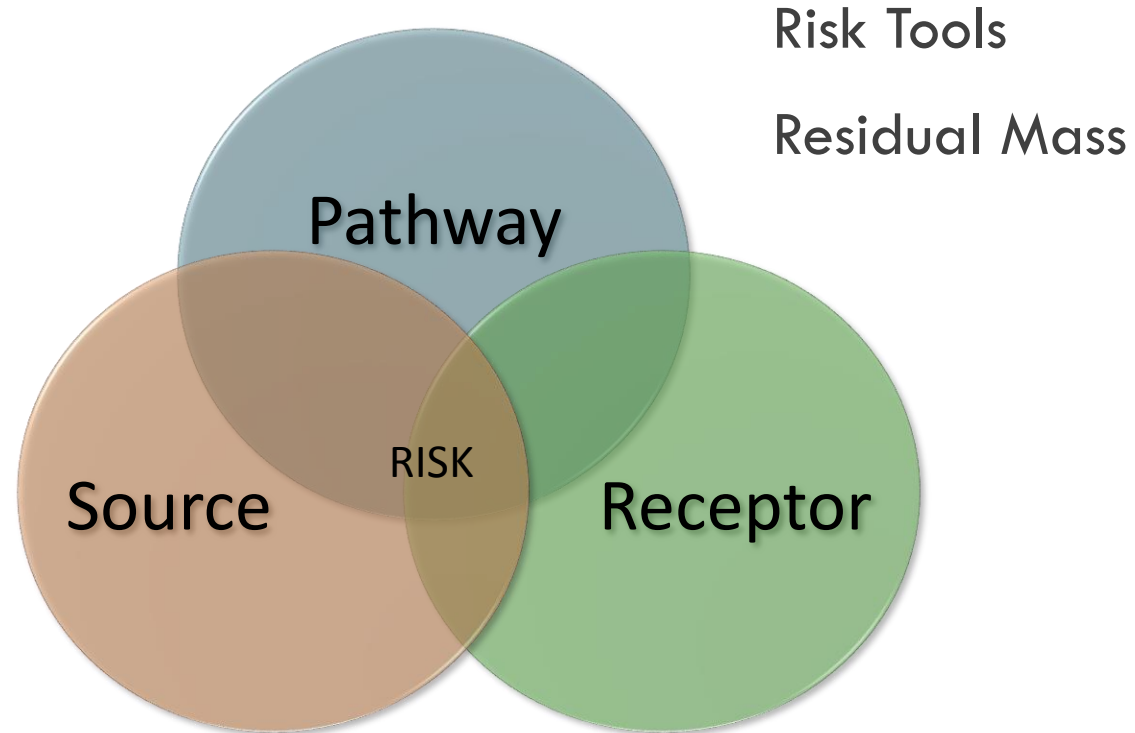 Risk Tools
Residual Mass
Pathway
RISK
Source
Receptor